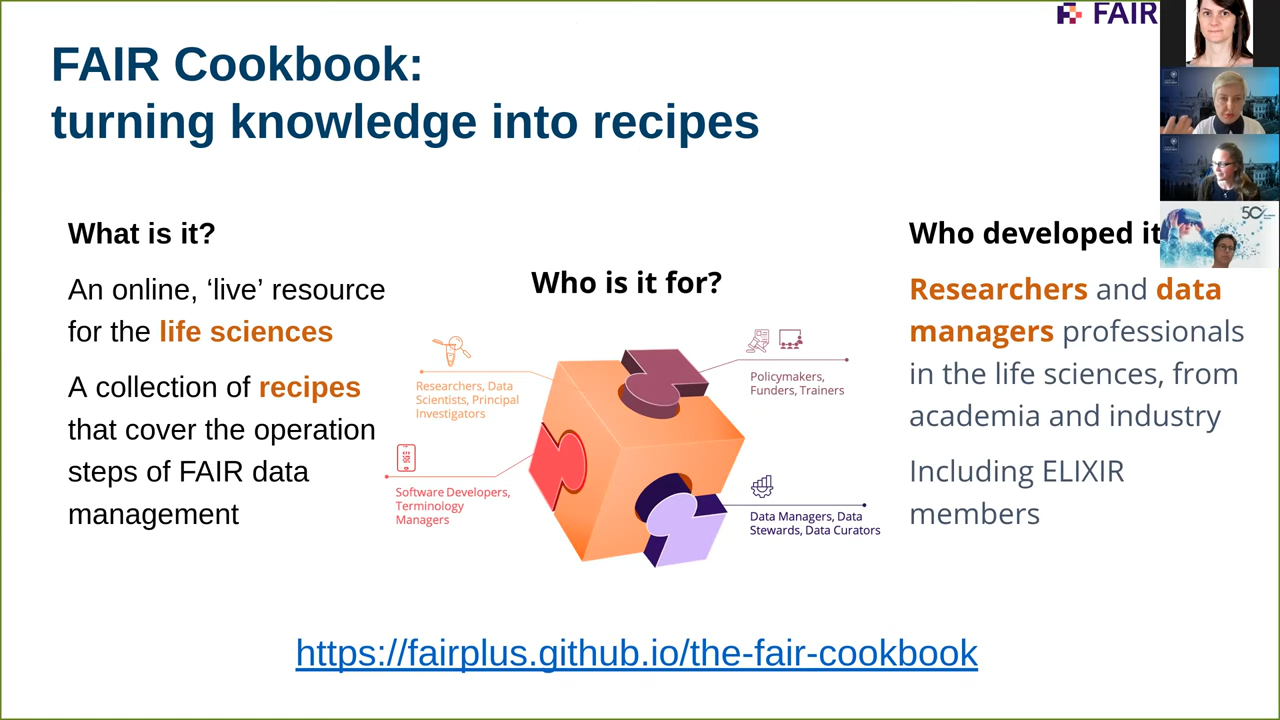 FAIR
FAIR Cookbook:
turning knowledge into recipes
What is it?
An online, ‘live’ resource
for the life sciences
A collection of recipes
that cover the operation
steps of FAIR data
management
Who is it for?
Researchers, Data
Scientists, Principal
Investigators
Software Developers,
Terminology
Managers
Policymakers,
Funders, Trainers
Data Managers, Data
Stewards, Data Curators
Who developed it
Researchers and data
managers professionals
in the life sciences, from
academia and industry
Including ELIXIR
members
50
https://fairplus.github.io/the-fair-cookbook